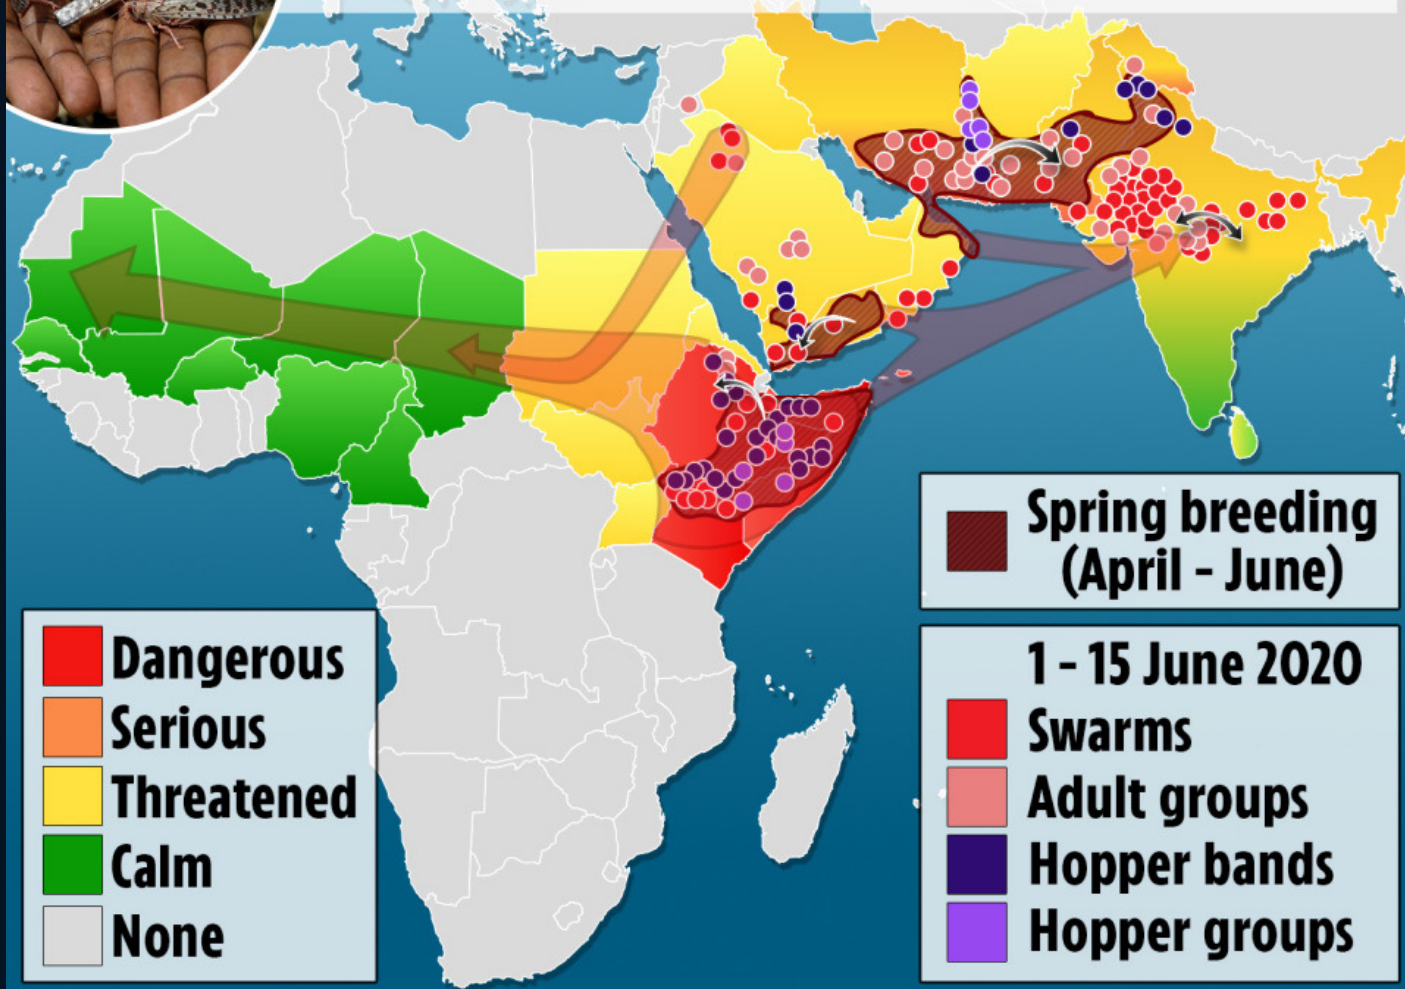 Dangerous
Serious
Threatened
Calm
None
Spring breeding
(April - June)
1 - 15 June 2020
Swarms
Adult groups
Hopper bands
Hopper groups